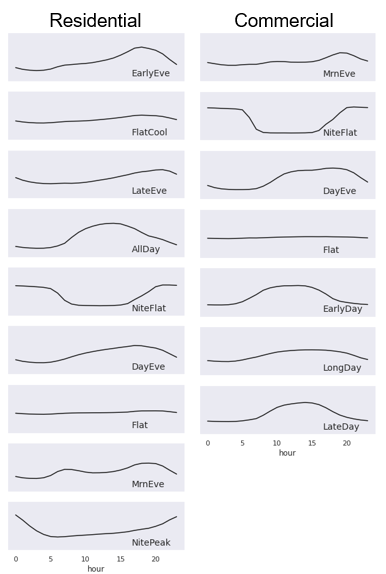 Residential
EarlyEve
FlatCool
LateEve
AllDay
NiteFlat
DayEve
Flat
MrnEve
NitePeak
0 5 10 15 20
hour
Commercial
MrnEve
NiteFlat
DayEve
Flat
EarlyDay
LongDay
LateDay
0 5 10 15 20
hour